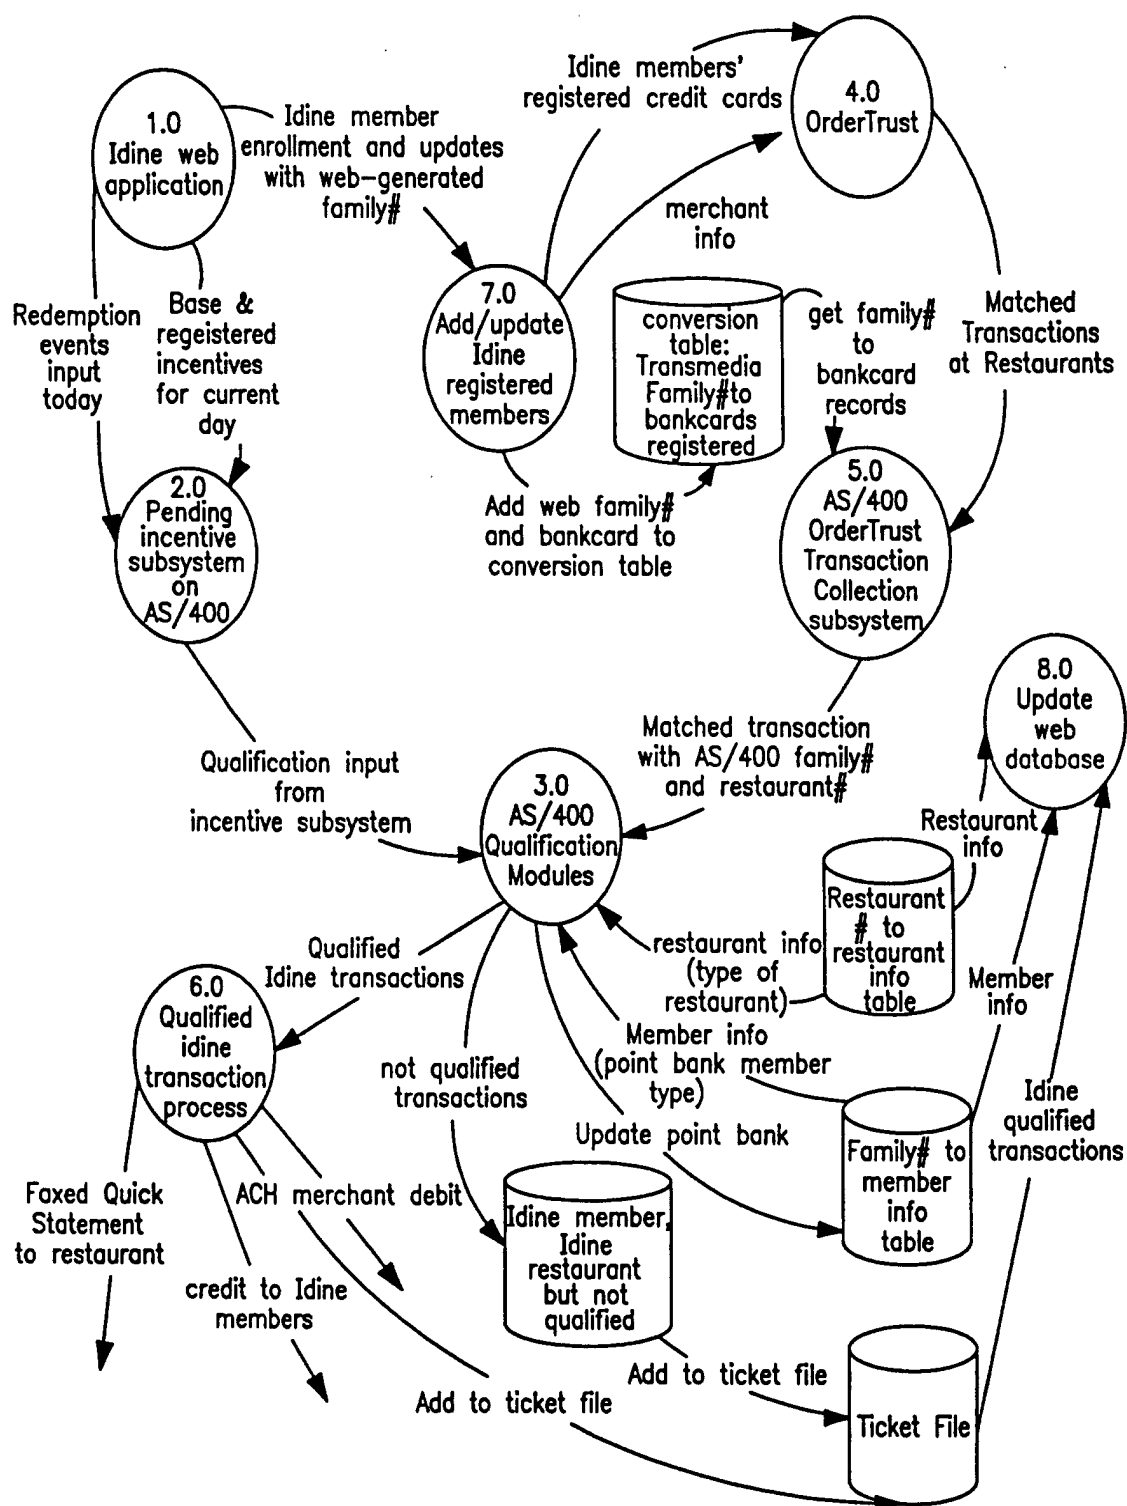 1.0
Idine web
application
Idine member
enrollment and updates
with web-generated
family#
Idine members'
registered credit cards
4.0
OrderTrust
merchant
info
Redemption
events
input
today
Base &
regeistered
incentives
for current
day
7.0
Add/update
Idine
registered
members
conversion
table:
Transmedia
Family#to
bankcards
registered
get family#
to
bankcard
records
Matched
Transactions
at Restaurants
2.0
Pending
incentive
subsystem
on
AS/400
Add web family#
and bankcard to
conversion table
5.0
AS/400
OrderTrust
Transaction
Collection
subsystem
8.0
Update
web
database
Qualification input
from
incentive subsystem
Matched transaction
with AS/400 family#
and restaurant#
3.0
AS/400
Qualification
Modules
Restaurant
info
Restaurant
# to
restaurant
info
table
restaurant info
(type of
restaurant)
Qualified
Idine transactions
6.0
Qualified
idine
transaction
process
not qualified
transactions
Member info
(point bank member
type)
Member
info
Update point bank
Family# to
member
info
table
Idine
qualified
transactions
Faxed Quick
Statement
to restaurant
ACH merchant debit
credit to Idine
members
Idine member,
Idine
restaurant
but not
qualified
Add to ticket file
Add to ticket file
Ticket File